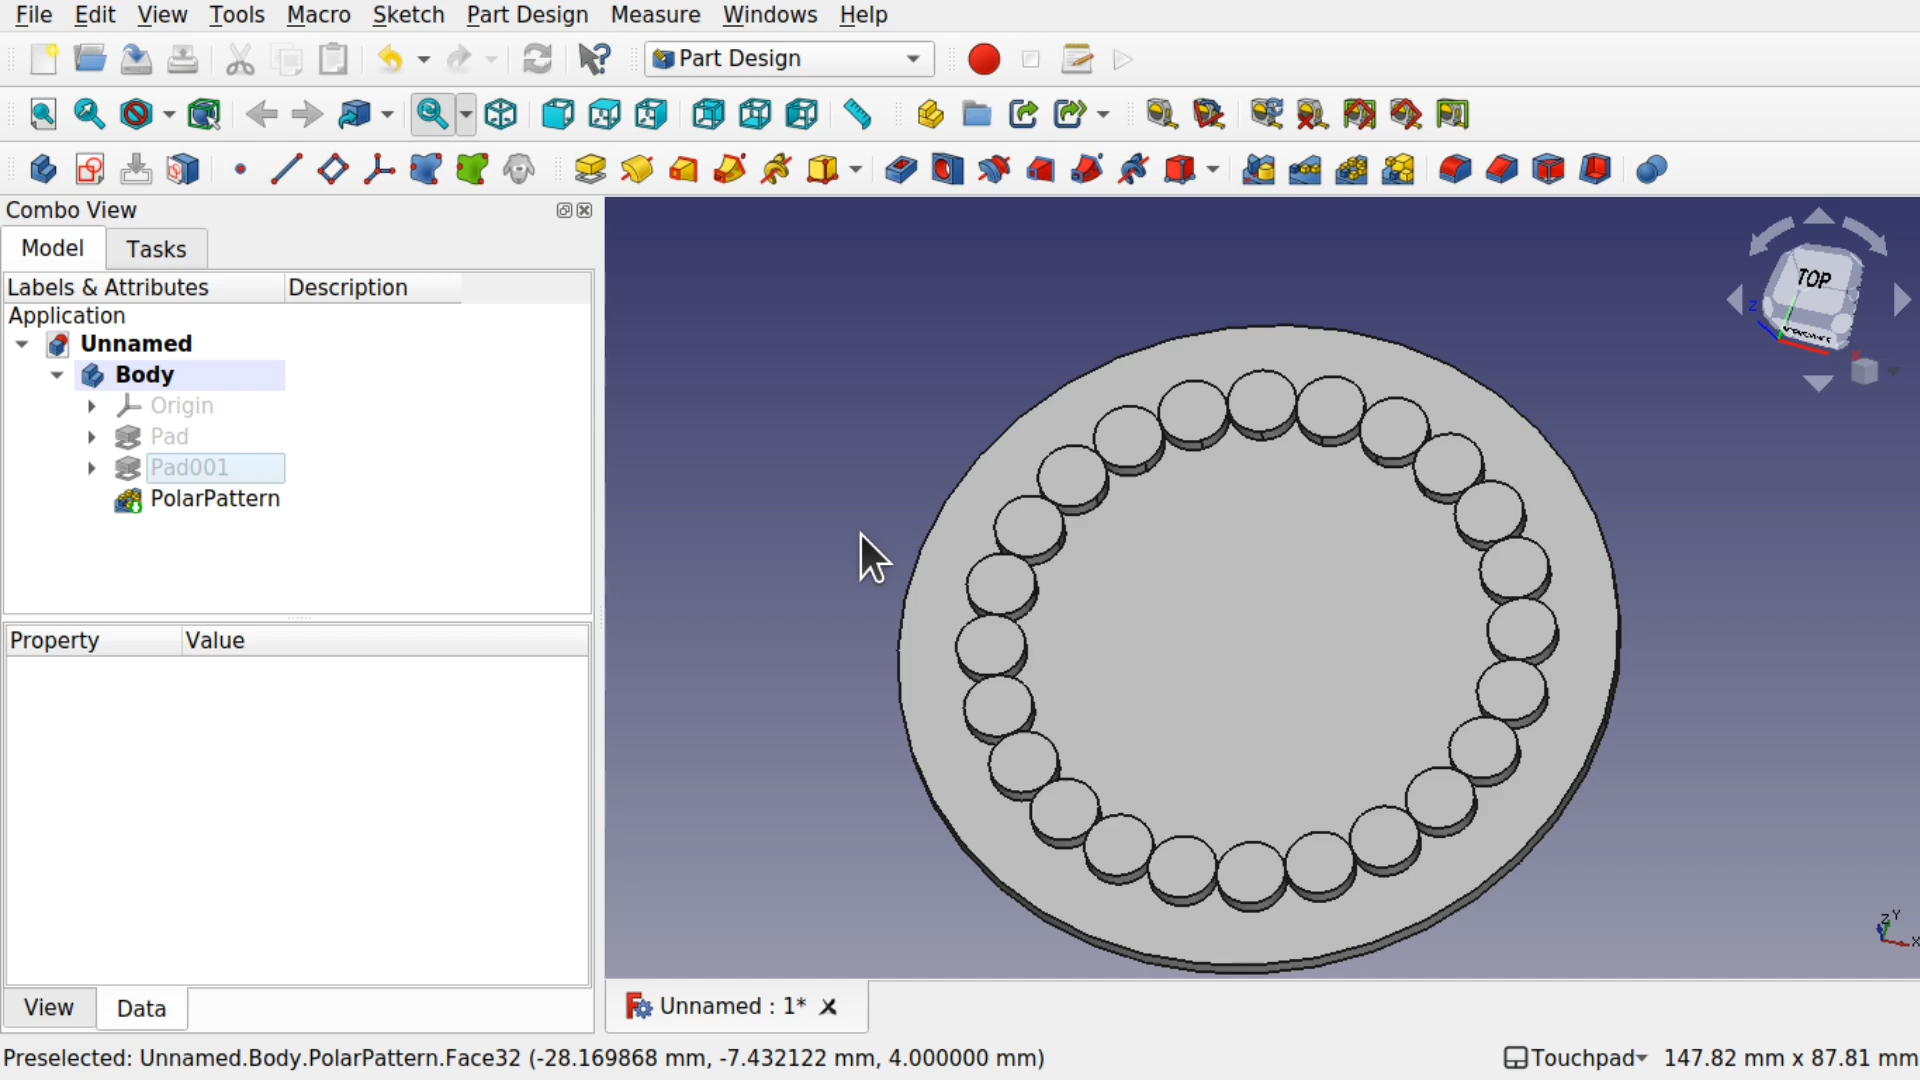 File Edit View Tools Macro Sketch Part Design Measure Windows Help
Part Design
Combo View
Model Tasks
Labels & Attributes Description
Application
Unnamed
Body
Origin
Pad
Pad001
PolarPattern
TOP
Z
Z Y
X
Property Value
View Data
Unnamed : 1*
Preselected: Unnamed.Body.PolarPattern.Face32 (-28.169868 mm, -7.432122 mm, 4.000000 mm) Touchpad 147.82 mm x 87.81 mm